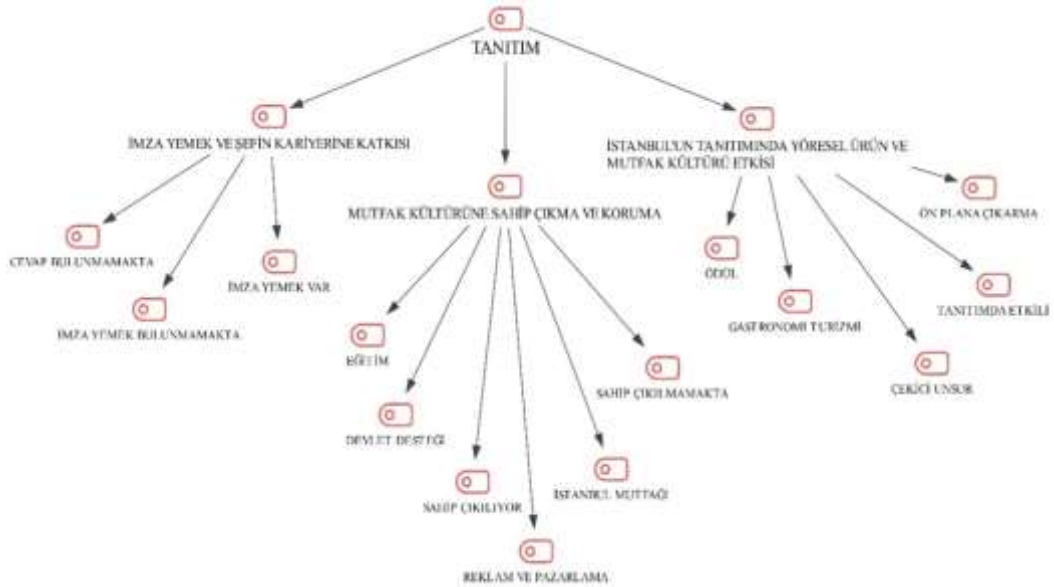 TANITIM
İMZA YEMEK VE ŞEFİN KARİYERİNE KATKISI
İSTANBUL'UN TANITIMINDA YÖRESEL ÜRÜN VE
MUTFAK KÜLTÜRÜ ETKİSİ
MUTFAK KÜLTÜRÜNE SAHİP ÇIKMA VE KORUMA
ÖN PLANA ÇIKARMA
CEVAP BULUNMAMAKTA
ÖDÜL
İMZA YEMEK VAR
TANITIMDA ETKİLİ
İMZA YEMEK BULUNMAMAKTA
GASTRONOMİ TURİZMİ
EĞİTİM
ÇEKİCİ UNSUR
SAHİP ÇIKILMAMAKTA
DEVLET DESTEĞİ
İSTANBUL MUTFAĞI
SAHİP ÇIKILIYOR
REKLAM VE PAZARLAMA